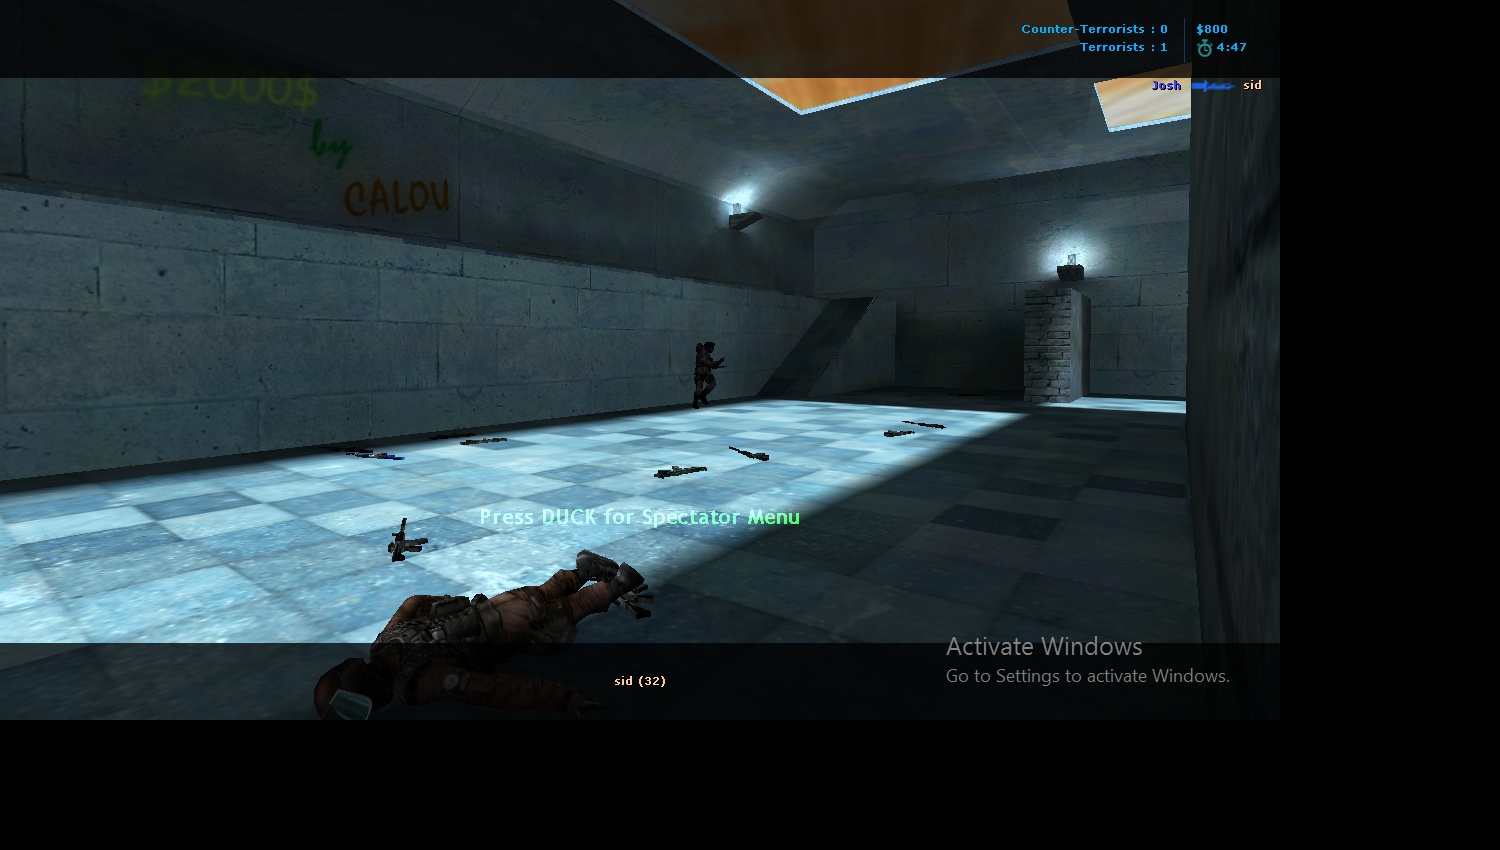 Counter-Terrorists : 0 $800
Terrorists : 1 4:47
Josh sid
$2000$
by
CALOU
Press DUCK for Spectator Menu
Activate Windows
Go to Settings to activate Windows.
sid (32)